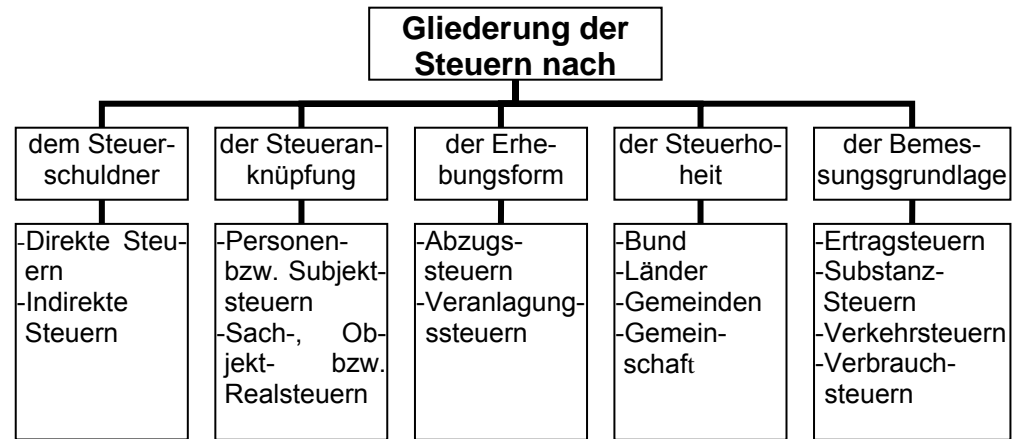 Gliederung der
Steuern nach
dem Steuer-
schuldner
der Steueran-
knüpfung
der Erhe-
bungsform
der Steuerho-
heit
der Bemes-
sungsgrundlage
-Direkte Steu-
ern
-Indirekte
Steuern
-Personen-
bzw. Subjekt-
steuern
-Sach-, Ob-
jekt- bzw.
Realsteuern
-Abzugs-
steuern
-Veranlagung-
ssteuern
-Bund
-Länder
-Gemeinden
-Gemein-
schaft
-Ertragsteuern
-Substanz-
Steuern
-Verkehrsteuern
-Verbrauch-
steuern